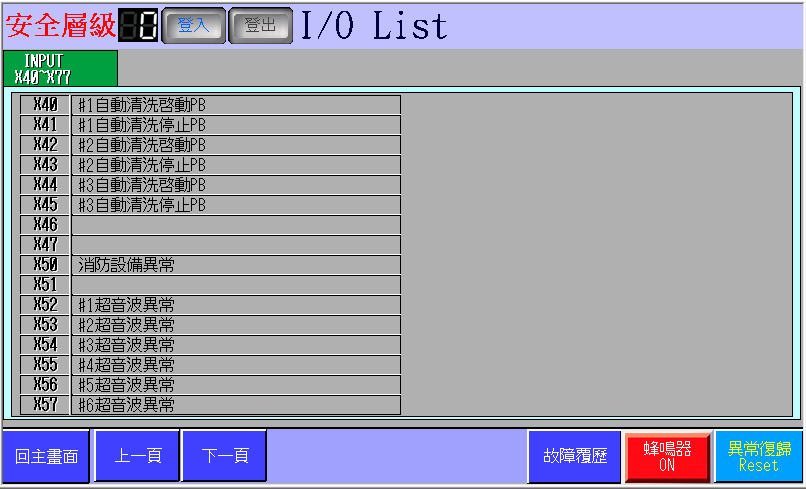 安全層級 0 登入 登出 I/O List
INPUT
X40~X77
X40 #1自動清洗啓動PB
X41 #1自動清洗停止PB
X42 #2自動清洗啓動PB
X43 #2自動清洗停止PB
X44 #3自動清洗啓動PB
X45 #3自動清洗停止PB
X46
X47
X50 消防設備異常
X51
X52 #1超音波異常
X53 #2超音波異常
X54 #3超音波異常
X55 #4超音波異常
X56 #5超音波異常
X57 #6超音波異常
回主畫面 上一頁 下一頁 故障履歷 蜂鳴器 異常復歸
ON Reset